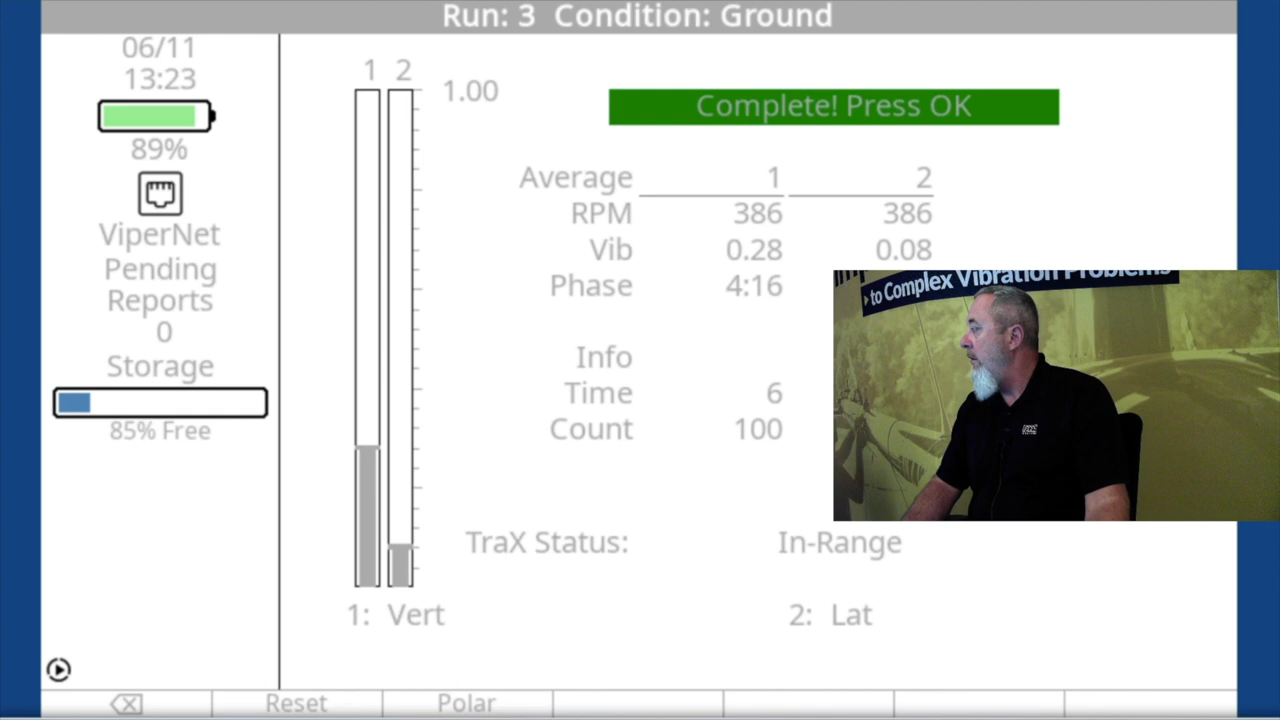 Run: 3 Condition: Ground
06/11
13:23
89%
ViperNet
Pending
Reports
0
Storage
85% Free
1 2
1.00
Complete! Press OK
Average 1 2
RPM 386 386
Vib 0.28 0.08
Phase 4:16
Info
Time 6
Count 100
TraX Status: In-Range
1: Vert 2: Lat
to Complex Vibration Problems
Reset Polar